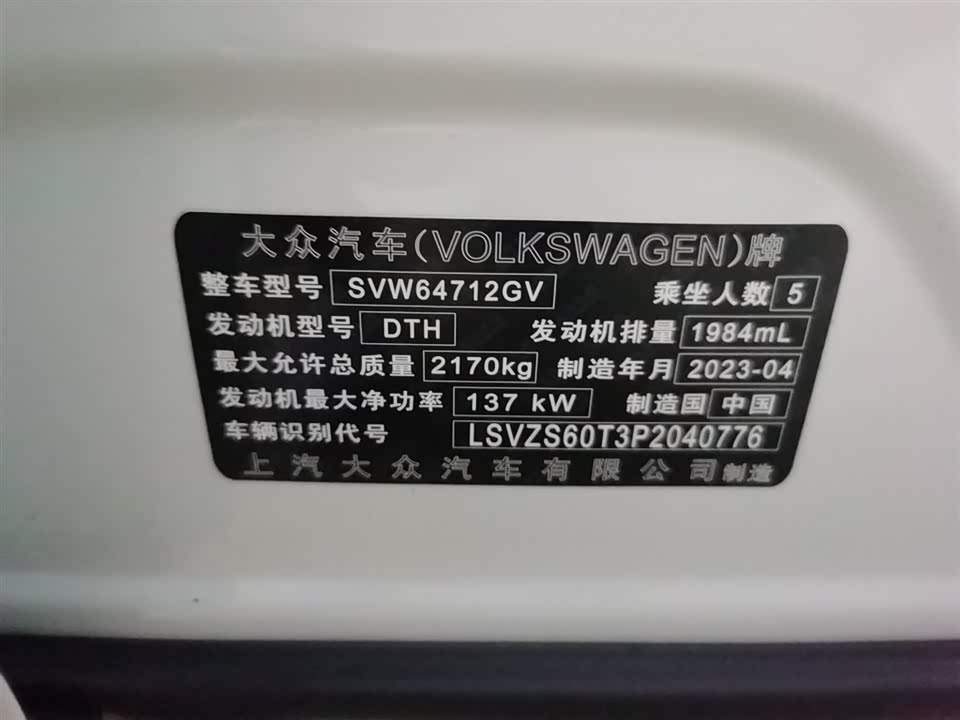 大众汽车(VOLKSWAGEN)牌
整车型号 SVW64712GV 乘坐人数 5
发动机型号 DTH 发动机排量 1984mL
最大允许总质量 2170kg 制造年月 2023-04
发动机最大净功率 137 kW 制造国 中国
车辆识别代号 LSVZS60T3P2040776
上汽大众汽车有限公司制造